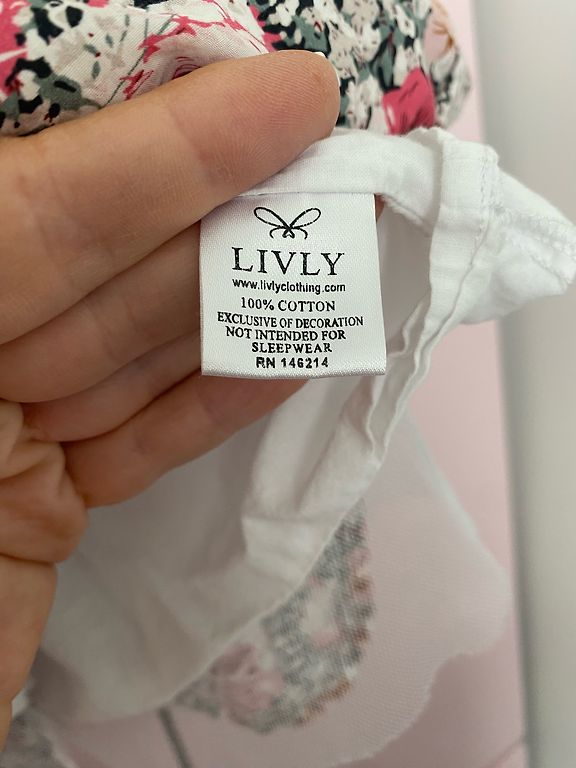 LIVLY
www.livlyclothing.com
100% COTTON
EXCLUSIVE OF DECORATION
NOT INTENDED FOR
SLEEPWEAR
RN 146214